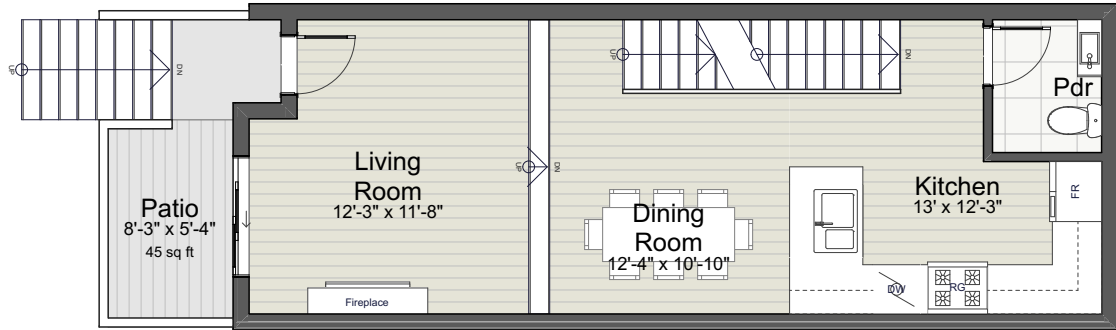 UP
DN
Patio
8'-3" x 5'-4"
45 sq ft
Living
Room
12'-3" x 11'-8"
Fireplace
UP
DN
UP
DN
Dining
Room
12'-4" x 10'-10"
Kitchen
13' x 12'-3"
DW
RG
FR
Pdr